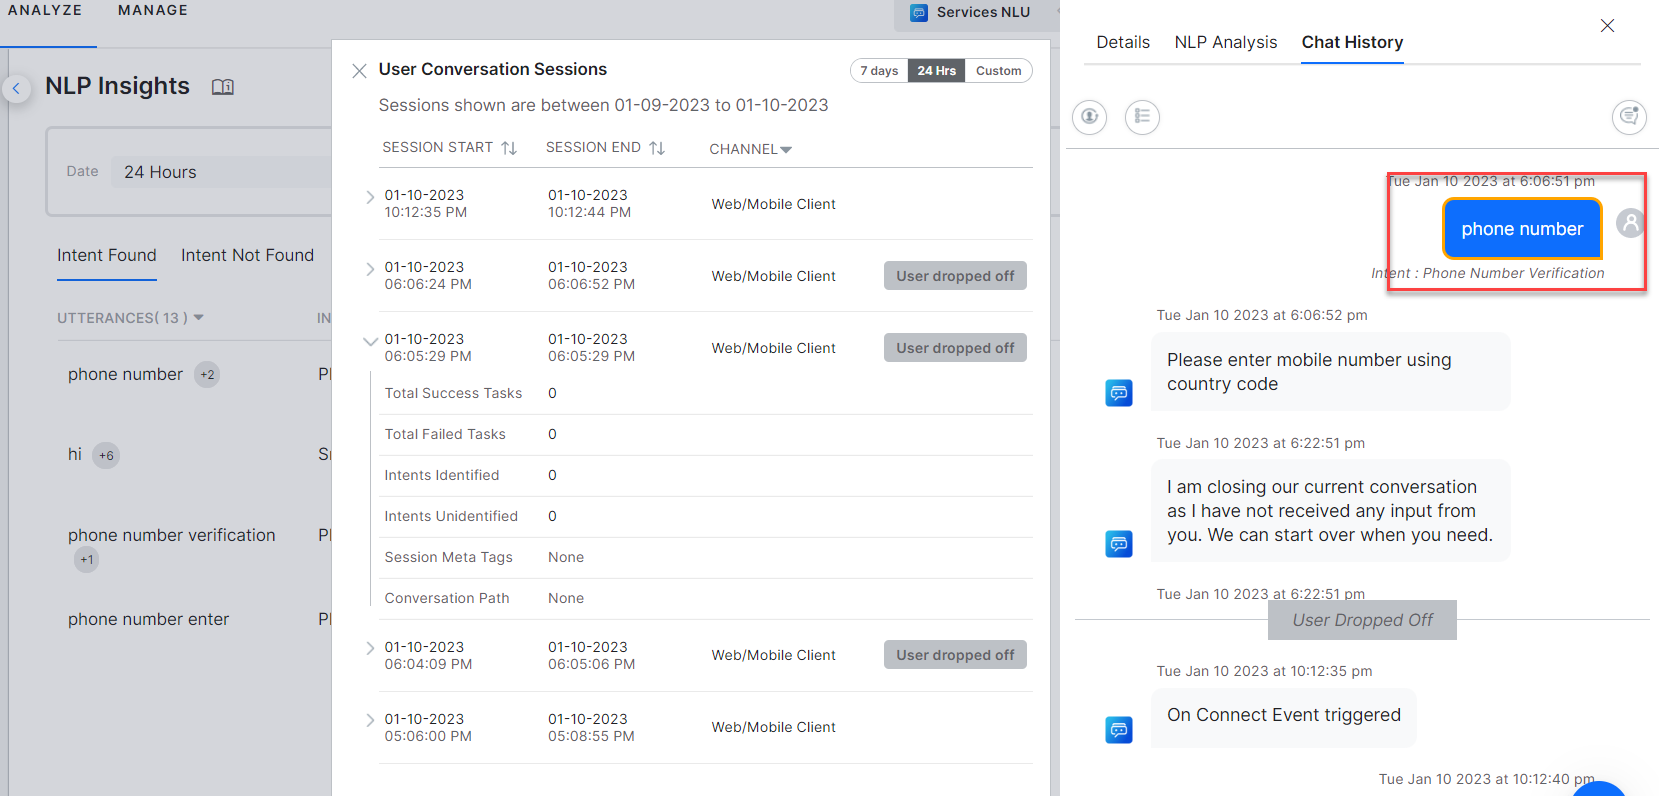 ANALYZE MANAGE Services NLU
NLP Insights
Date 24 Hours
Intent Found Intent Not Found
UTTERANCES( 13 ) IN
phone number +2 Pl
hi +6
phone number verification Pl
+1
phone number enter Pl
User Conversation Sessions 7 days 24 Hrs Custom
Sessions shown are between 01-09-2023 to 01-10-2023
SESSION START SESSION END CHANNEL
01-10-2023 01-10-2023
10:12:35 PM 10:12:44 PM Web/Mobile Client
01-10-2023 01-10-2023
06:06:24 PM 06:06:52 PM Web/Mobile Client User dropped off
01-10-2023 01-10-2023
06:05:29 PM 06:05:29 PM Web/Mobile Client User dropped off
Total Success Tasks 0
Total Failed Tasks 0
Intents Identified 0
Intents Unidentified 0
Session Meta Tags None
Conversation Path None
01-10-2023 01-10-2023
06:04:09 PM 06:05:06 PM Web/Mobile Client User dropped off
01-10-2023 01-10-2023
05:06:00 PM 05:08:55 PM Web/Mobile Client
Details NLP Analysis Chat History
Tue Jan 10 2023 at 6:06:51 pm
phone number
Intent : Phone Number Verification
Tue Jan 10 2023 at 6:06:52 pm
Please enter mobile number using
country code
Tue Jan 10 2023 at 6:22:51 pm
I am closing our current conversation
as I have not received any input from
you. We can start over when you need.
Tue Jan 10 2023 at 6:22:51 pm
User Dropped Off
Tue Jan 10 2023 at 10:12:35 pm
On Connect Event triggered
Tue Jan 10 2023 at 10:12:40 pm